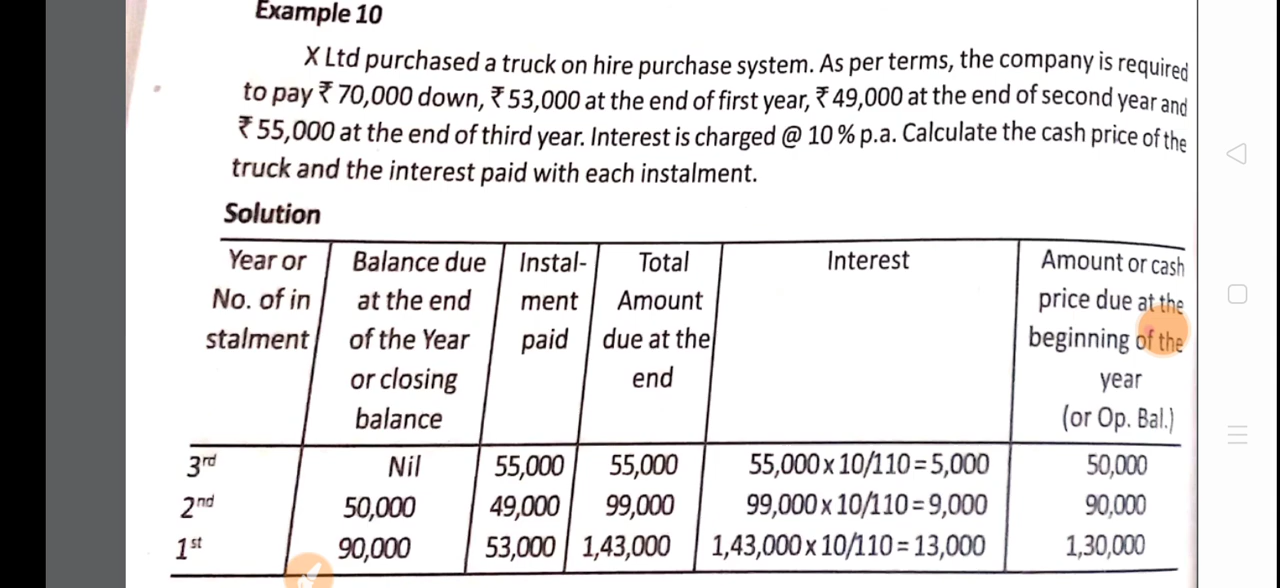 Example 10
X Ltd purchased a truck on hire purchase system. As per terms, the company is required
to pay ₹ 70,000 down, ₹ 53,000 at the end of first year, ₹ 49,000 at the end of second year and
₹ 55,000 at the end of third year. Interest is charged @ 10 % p.a. Calculate the cash price of the
truck and the interest paid with each instalment.
Solution
Year or Balance due Instal- Total Interest Amount or cash
No. of in at the end ment Amount price due at the
stalment of the Year paid due at the beginning of the
or closing end year
balance (or Op. Bal.)
3rd Nil 55,000 55,000 55,000 x 10/110 = 5,000 50,000
2nd 50,000 49,000 99,000 99,000 x 10/110 = 9,000 90,000
1st 90,000 53,000 1,43,000 1,43,000 x 10/110 = 13,000 1,30,000